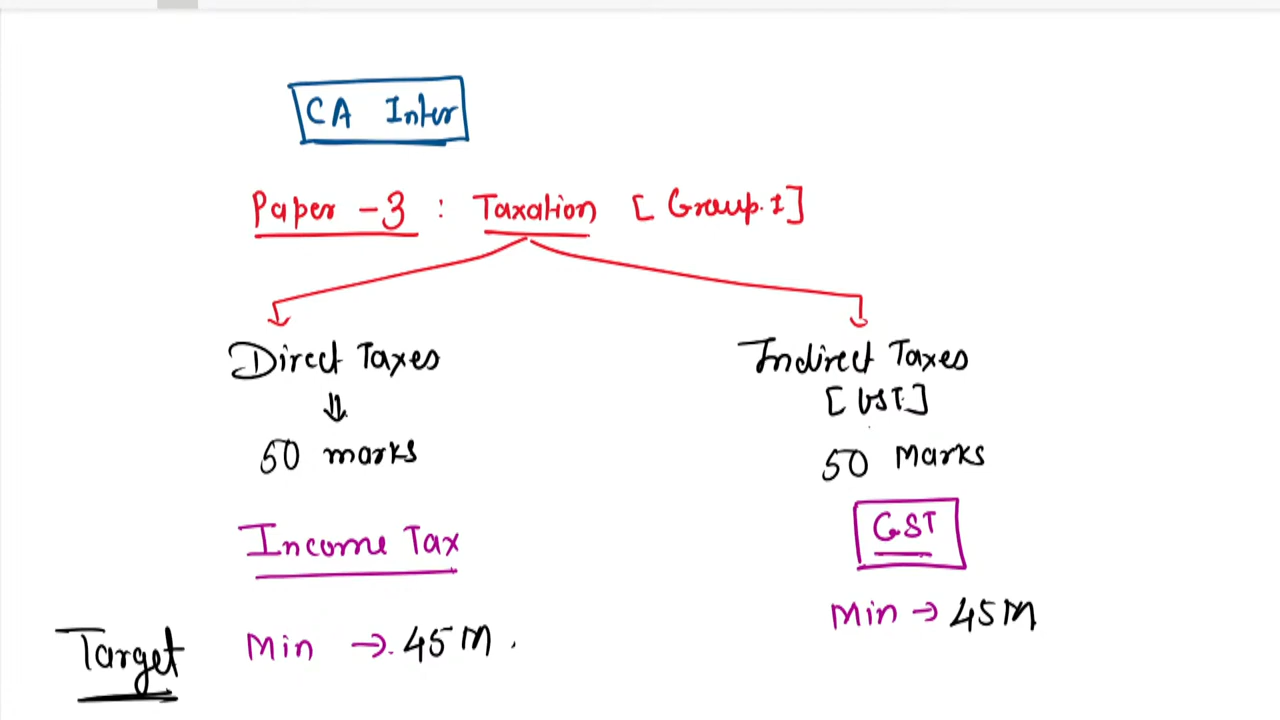 CA Inter
Paper - 3 : Taxation [Group.I]
Direct Taxes
Indirect Taxes
[GST]
50 marks
50 Marks
Income Tax
GST
Target Min → 45M.
Min → 45M